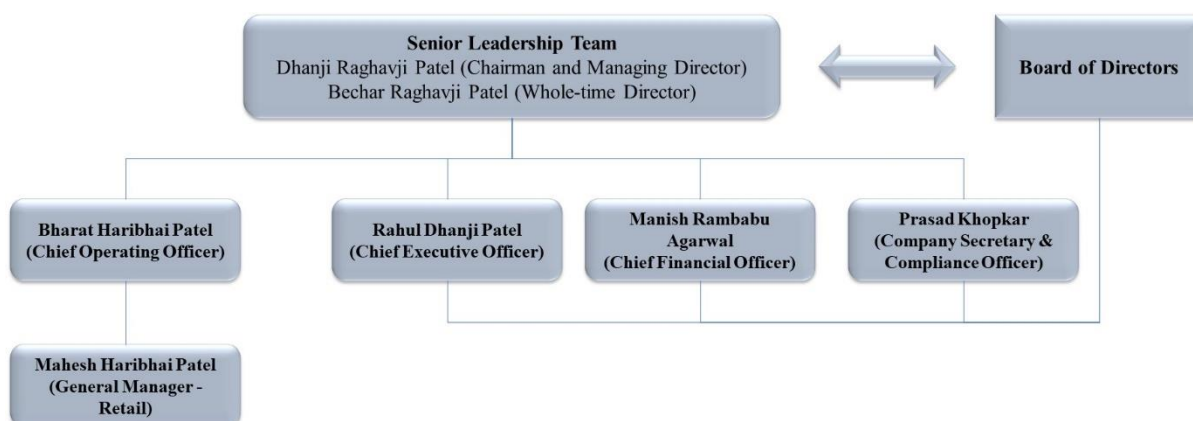 Senior Leadership Team
Dhanji Raghavji Patel (Chairman and Managing Director)
Bechar Raghavji Patel (Whole-time Director)
Board of Directors
Bharat Haribhai Patel
(Chief Operating Officer)
Rahul Dhanji Patel
(Chief Executive Officer)
Manish Rambabu
Agarwal
(Chief Financial Officer)
Prasad Khopkar
(Company Secretary &
Compliance Officer)
Mahesh Haribhai Patel
(General Manager -
Retail)